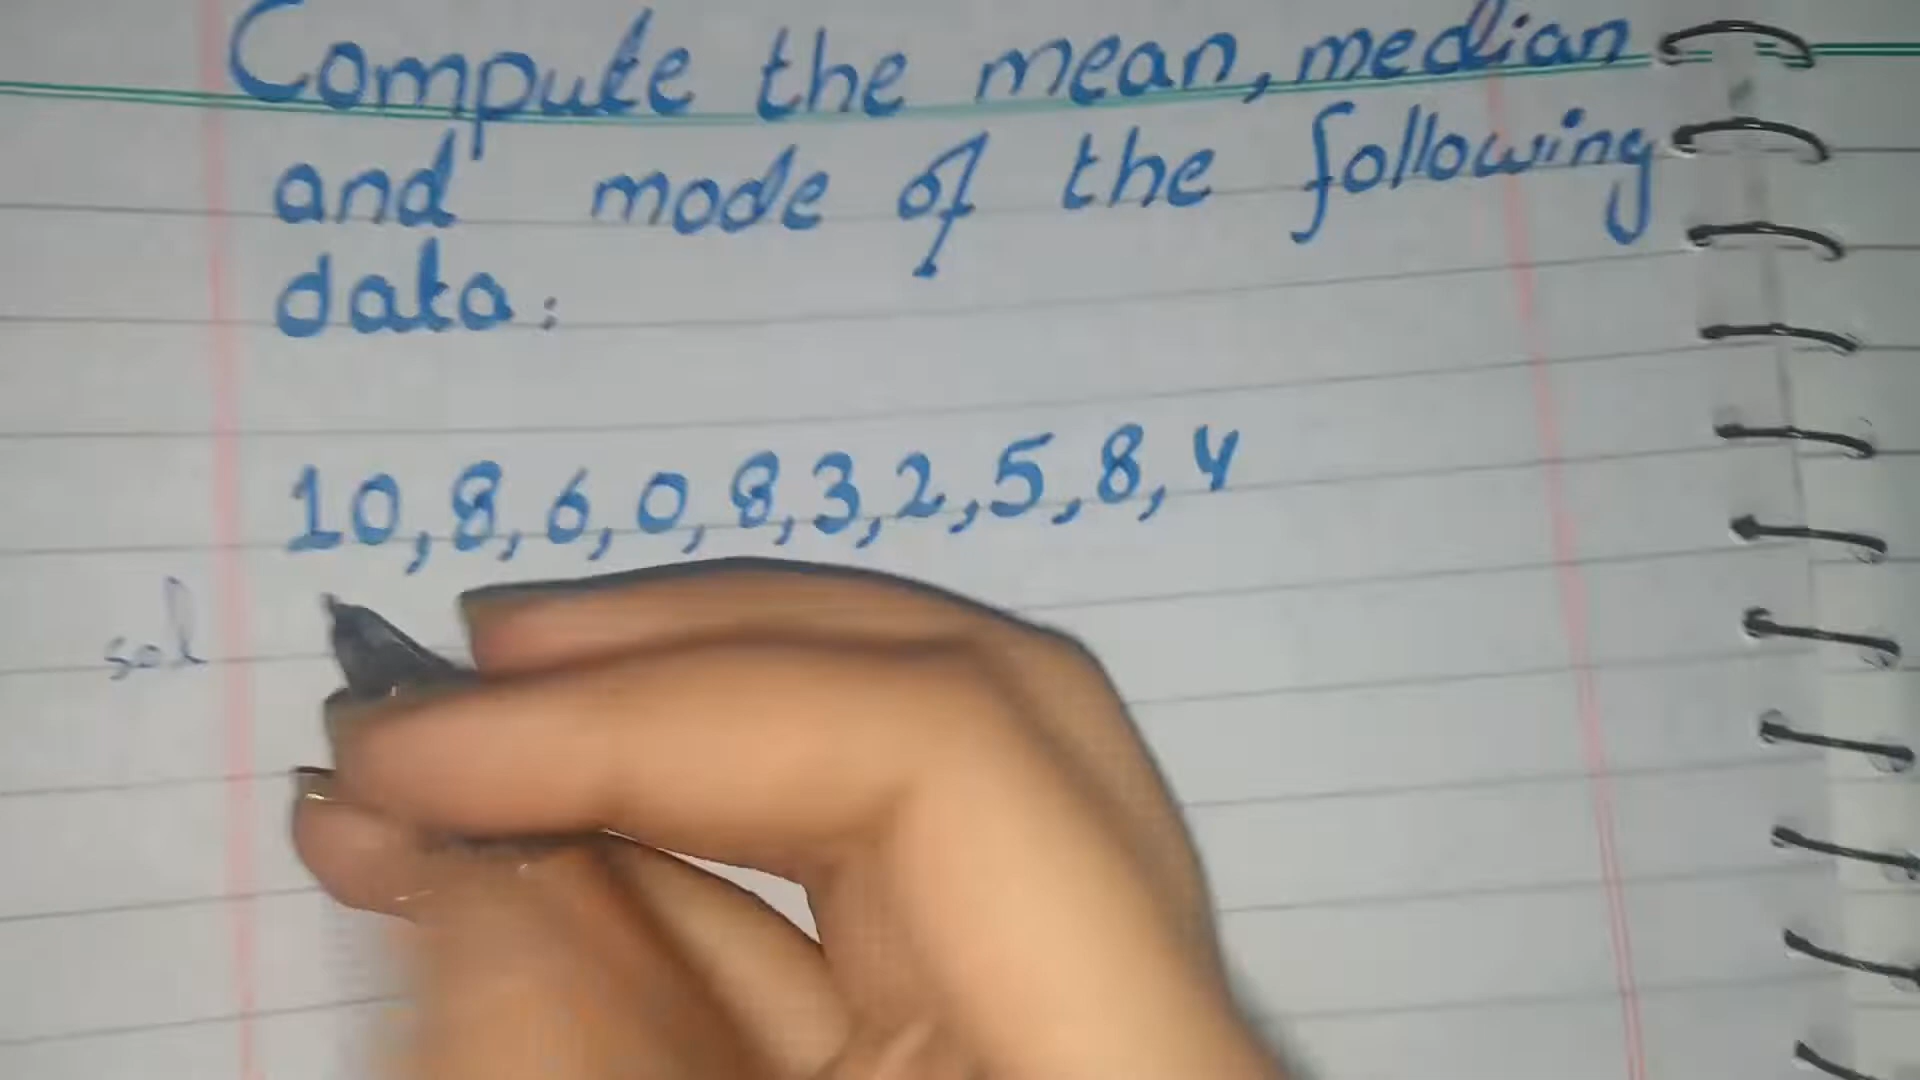 Compute the mean, median
and mode of the following
data:
10, 8, 6, 0, 8, 3, 2, 5, 8, 4
sol